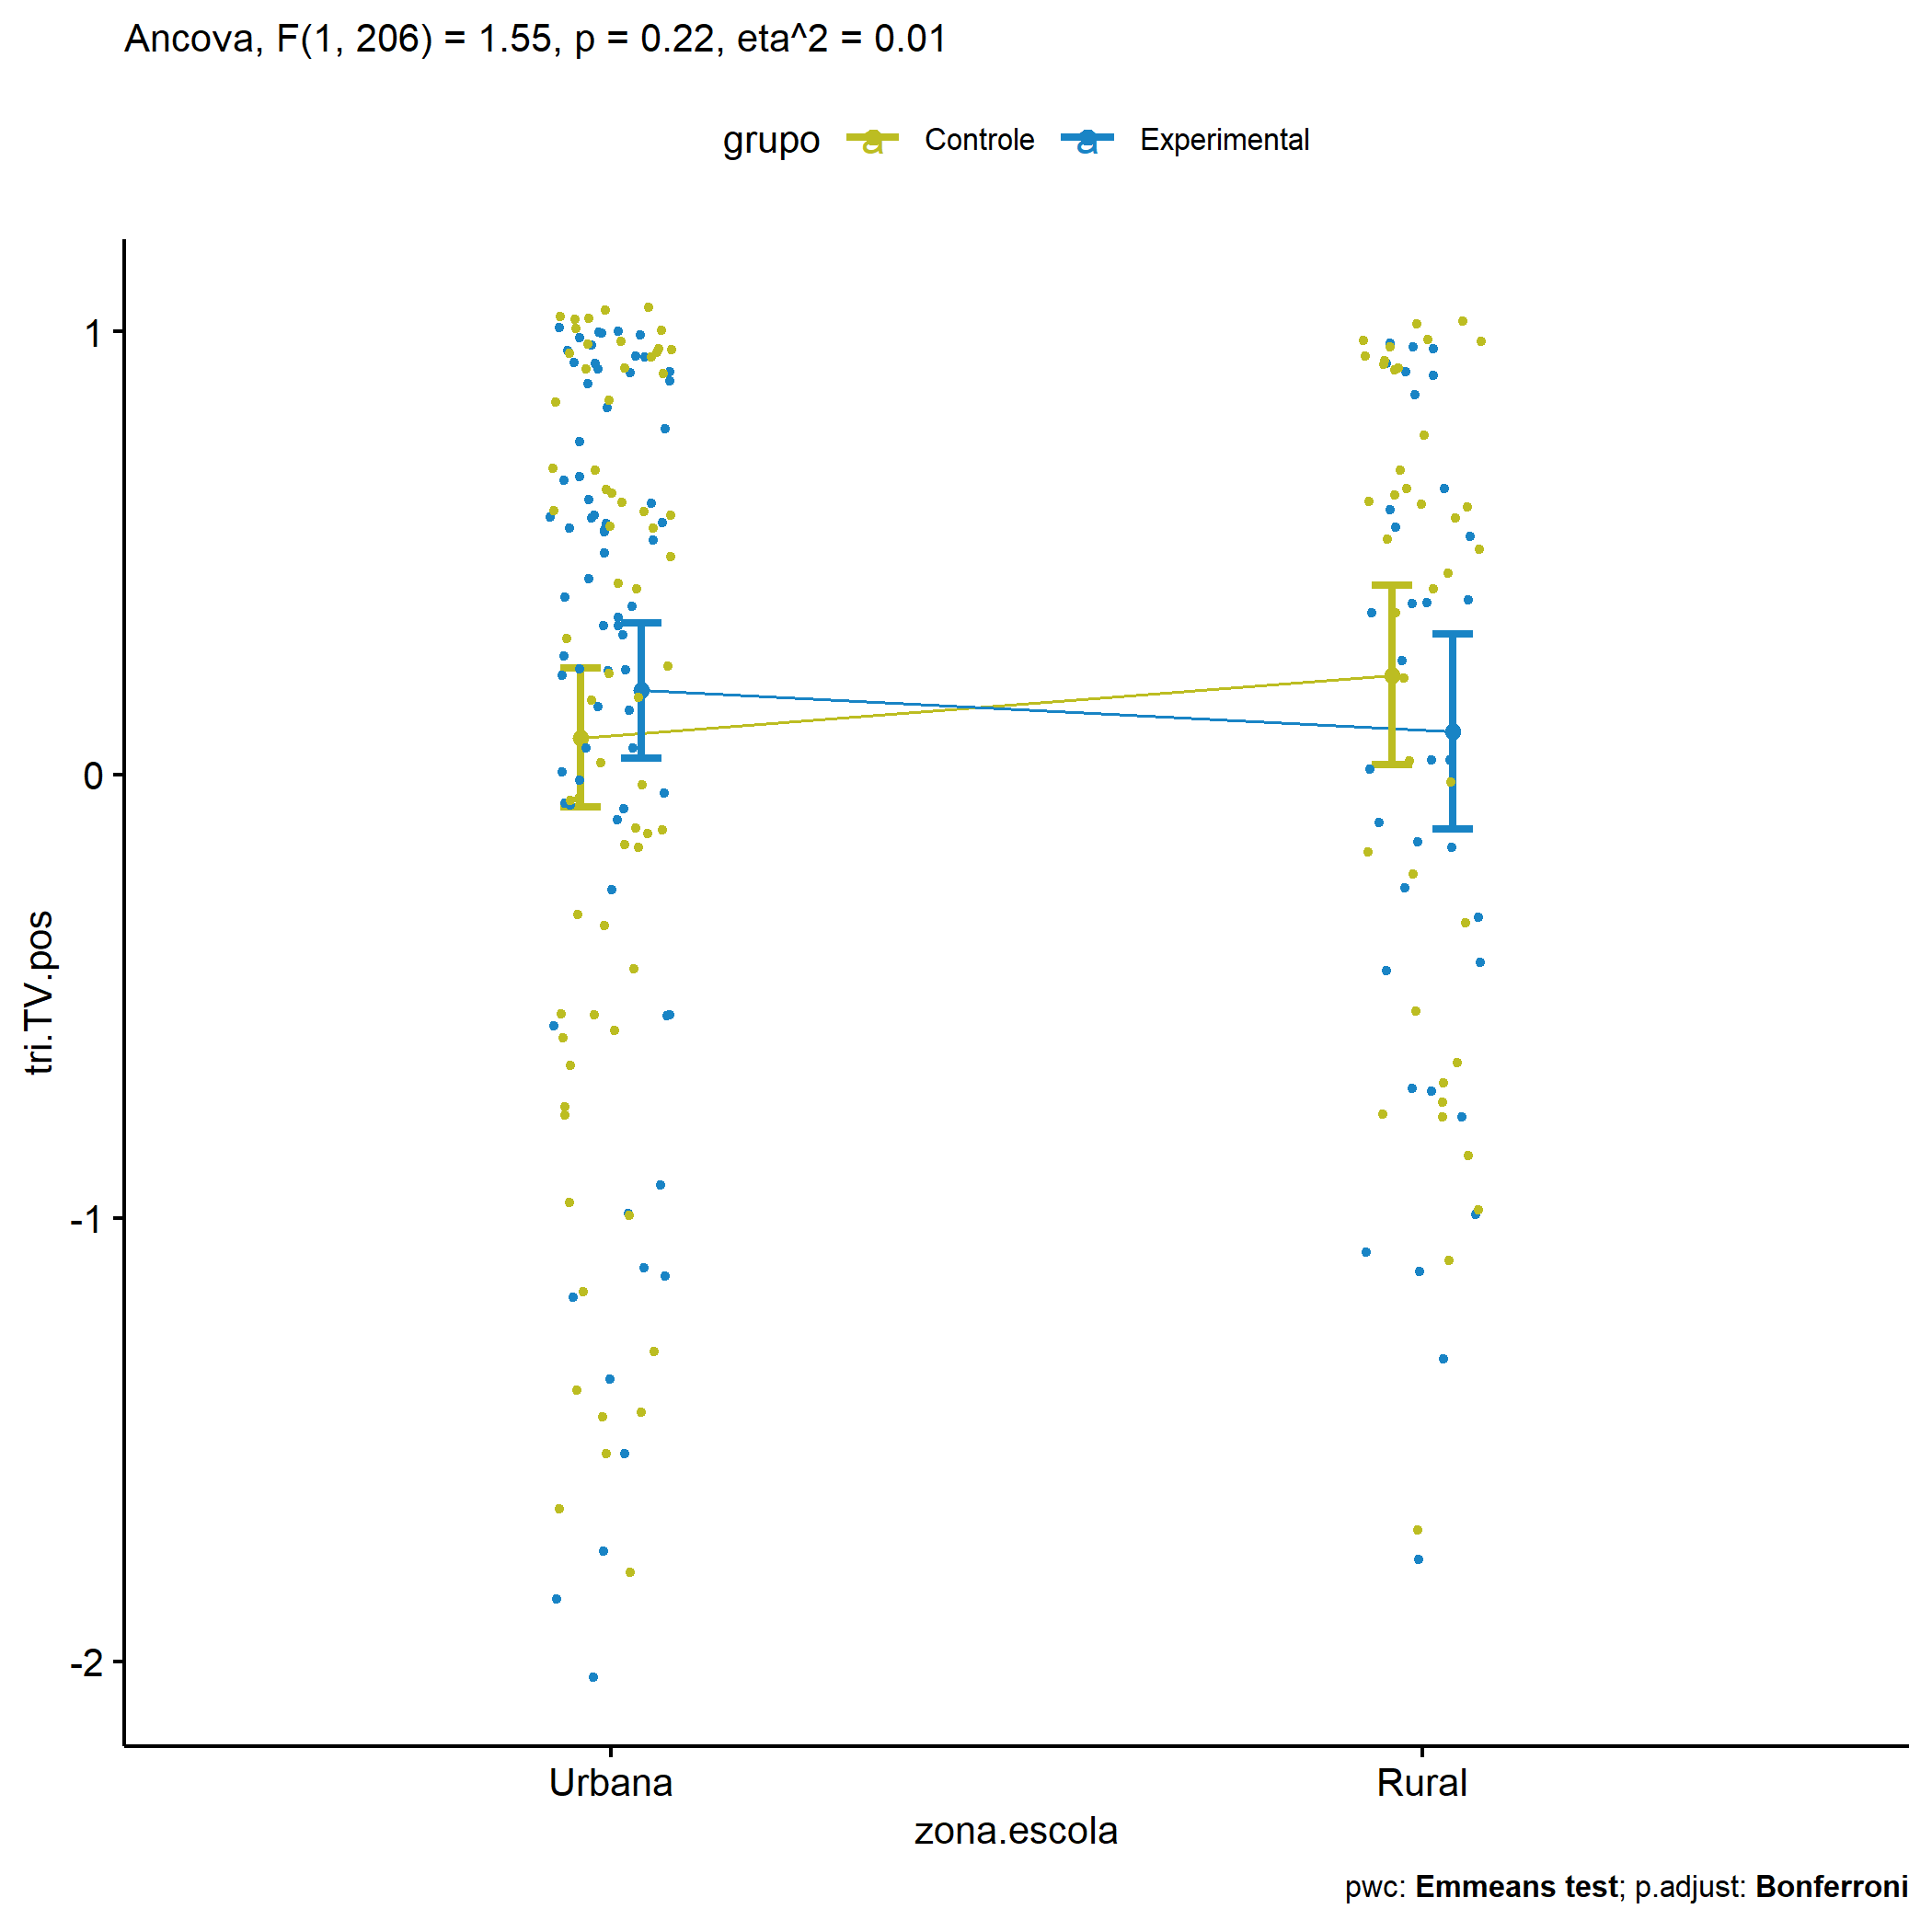 Ancova, F(1, 206) = 1.55, p = 0.22, eta^2 = 0.01
grupo a Controle a Experimental
1
0
-1
-2
tri.TV.pos
Urbana Rural
zona.escola
pwc: Emmeans test; p.adjust: Bonferroni